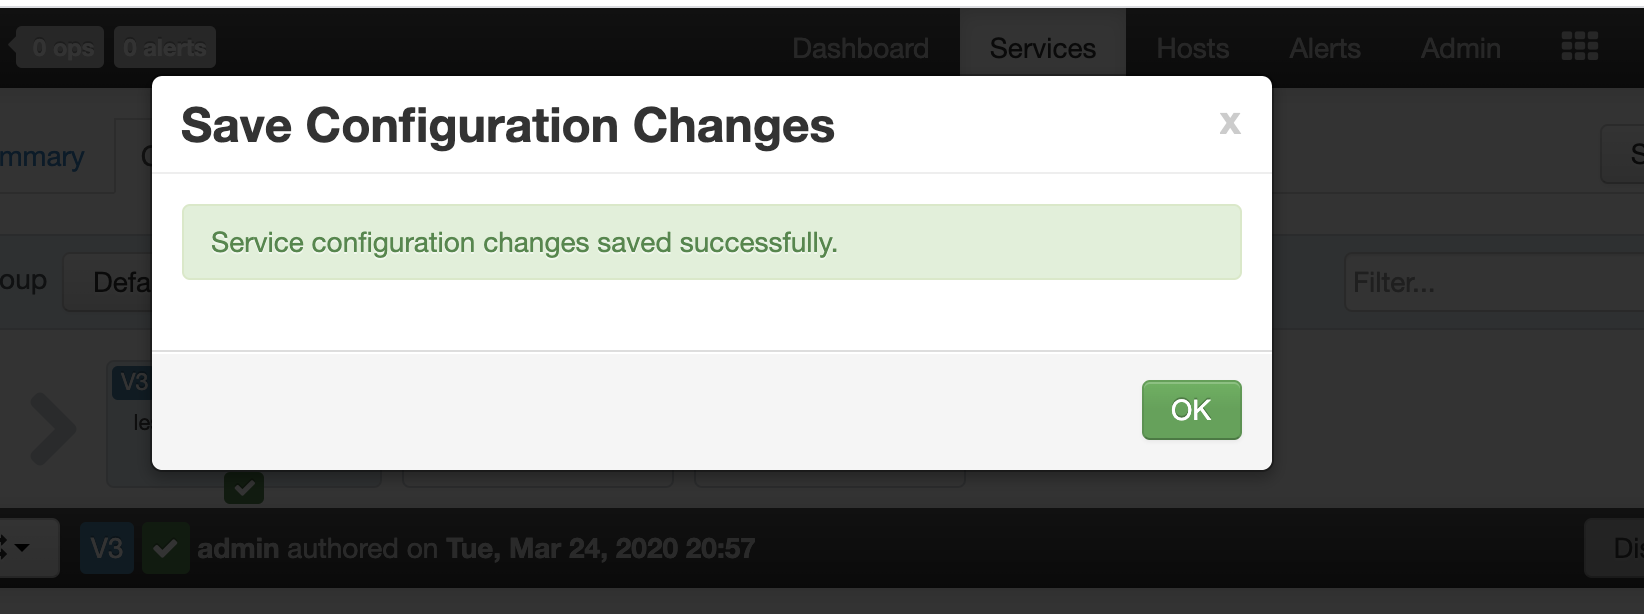 0 ops 0 alerts Dashboard Services Hosts Alerts Admin
Save Configuration Changes x
mmary C S
Service configuration changes saved successfully.
oup Defa Filter...
V3
le
OK
V3 admin authored on Tue, Mar 24, 2020 20:57 Dis